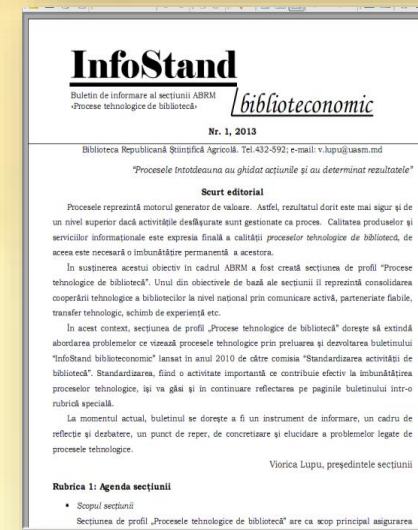 InfoStand
Buletin de informare al secțiunii ABRM
‹Procese tehnologice de bibliotecă›
biblioteconomic
Nr. 1, 2013
Biblioteca Republicană Științifică Agricolă. Tel.432-592; e-mail: v.lupu@uasm.md
"Procesele întotdeauna au ghidat acțiunile și au determinat rezultatele"
Scurt editorial
Procesele reprezintă motorul generator de valoare. Astfel, rezultatul dorit este mai sigur și de
un nivel superior dacă activitățile desfășurate sunt gestionate ca proces. Calitatea produselor și
serviciilor informaționale este expresia finală a calității proceselor tehnologice de bibliotecă, de
aceea este necesară o îmbunătățire permanentă a acestora.
În susținerea acestui obiectiv în cadrul ABRM a fost creată secțiunea de profil "Procese
tehnologice de bibliotecă". Unul din obiectivele de bază ale secțiunii îl reprezintă consolidarea
cooperării tehnologice a bibliotecilor la nivel național prin comunicare activă, parteneriate fiabile,
transfer tehnologic, schimb de experiență etc.
În acest context, secțiunea de profil „Procese tehnologice de bibliotecă" dorește să extindă
abordarea problemelor ce vizează procesele tehnologice prin preluarea și dezvoltarea buletinului
"InfoStand biblioteconomic" lansat în anul 2010 de către comisia "Standardizarea activității de
bibliotecă". Standardizarea, fiind o activitate importantă ce contribuie efectiv la îmbunătățirea
proceselor tehnologice, își va găsi și în continuare reflectarea pe paginile buletinului într-o
rubrică specială.
La momentul actual, buletinul se dorește a fi un instrument de informare, un cadru de
reflecție și dezbatere, un punct de reper, de concretizare și elucidare a problemelor legate de
procesele tehnologice.
Viorica Lupu, președintele secțiunii
Rubrica 1: Agenda secțiunii
▪ Scopul secțiunii
Secțiunea de profil „Procesele tehnologice de bibliotecă" are ca scop principal asigurarea